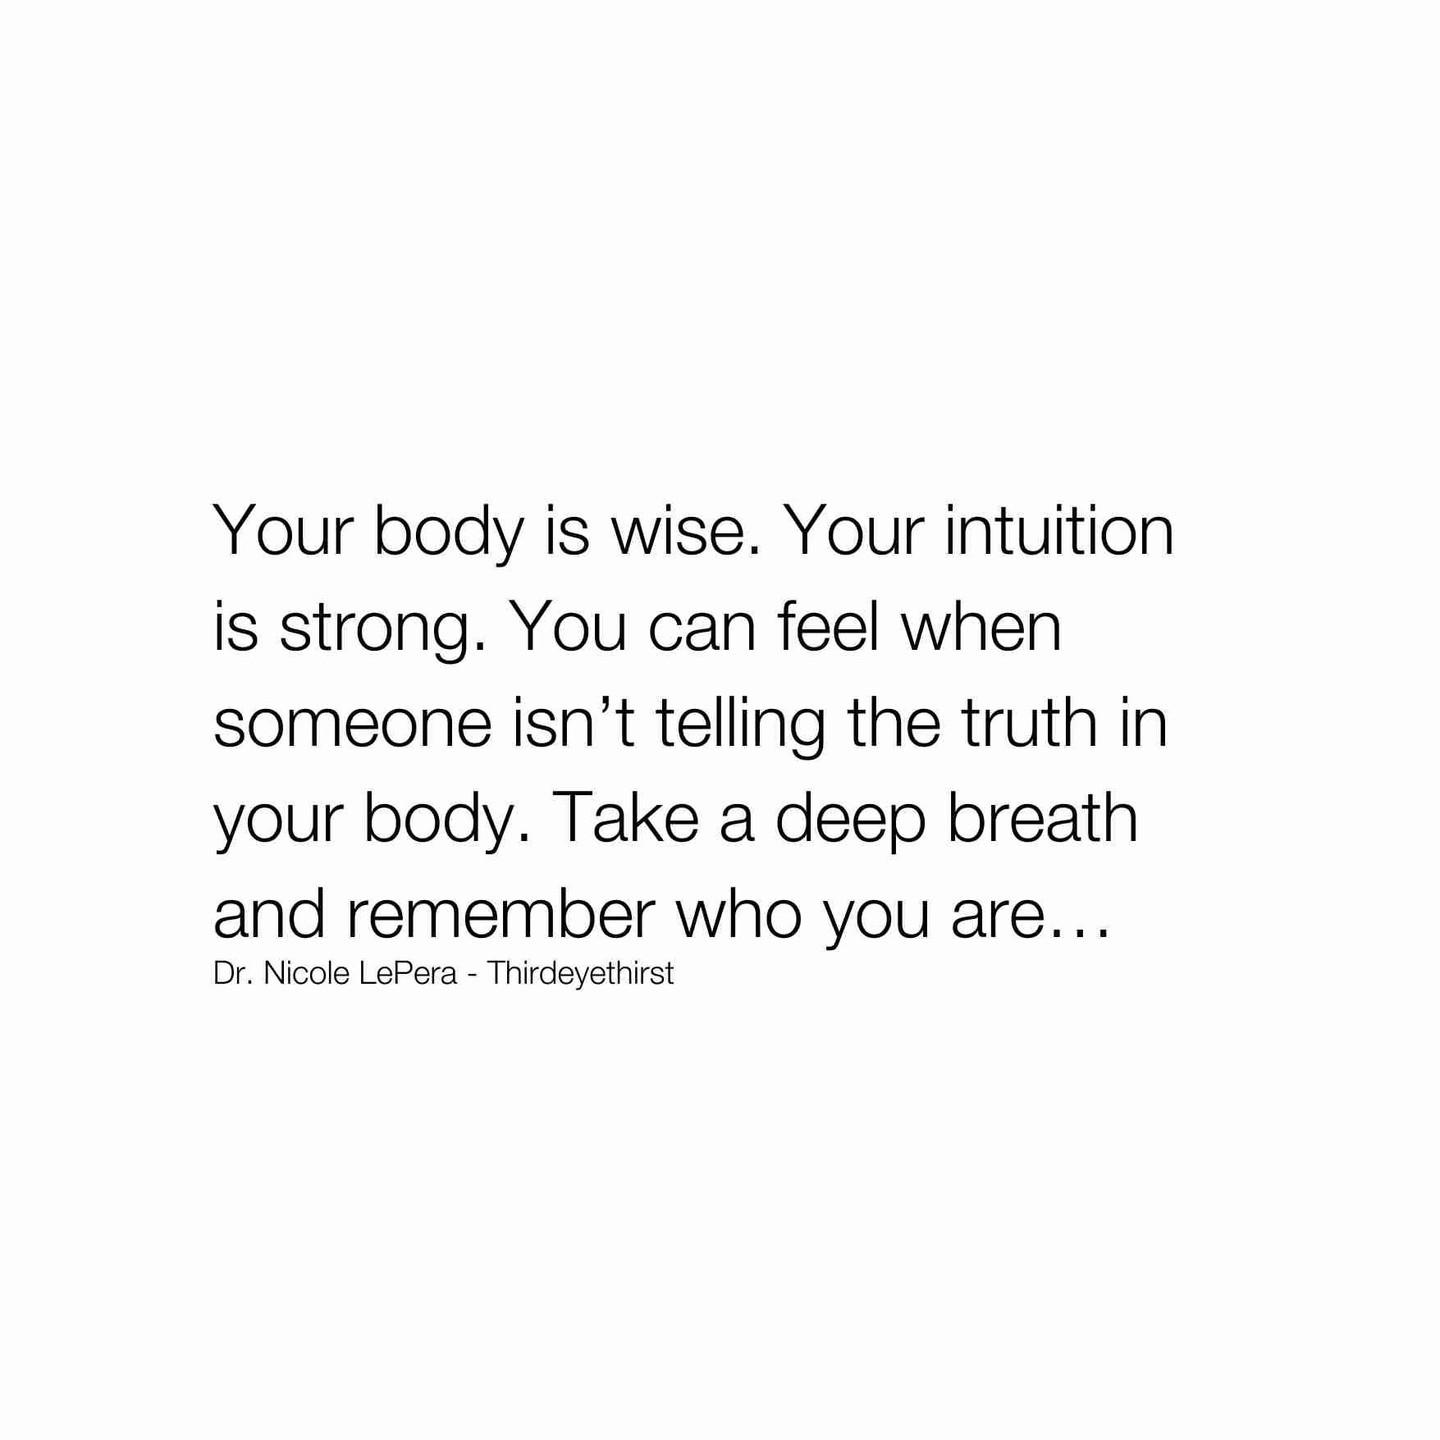 Your body is wise. Your intuition
is strong. You can feel when
someone isn’t telling the truth in
your body. Take a deep breath
and remember who you are…
Dr. Nicole LePera - Thirdeyethirst